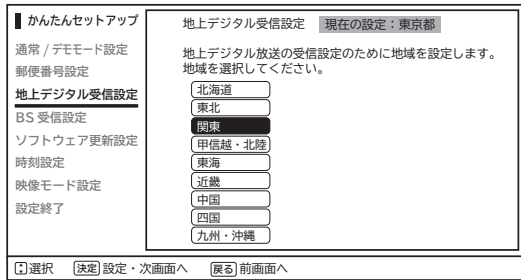 かんたんセットアップ
通常 / デモモード設定
郵便番号設定
地上デジタル受信設定
BS 受信設定
ソフトウェア更新設定
時刻設定
映像モード設定
設定終了
地上デジタル受信設定 現在の設定：東京都
地上デジタル放送の受信設定のために地域を設定します。
地域を選択してください。
北海道
東北
関東
甲信越・北陸
東海
近畿
中国
四国
九州・沖縄
選択 決定 設定・次画面へ 戻る 前画面へ